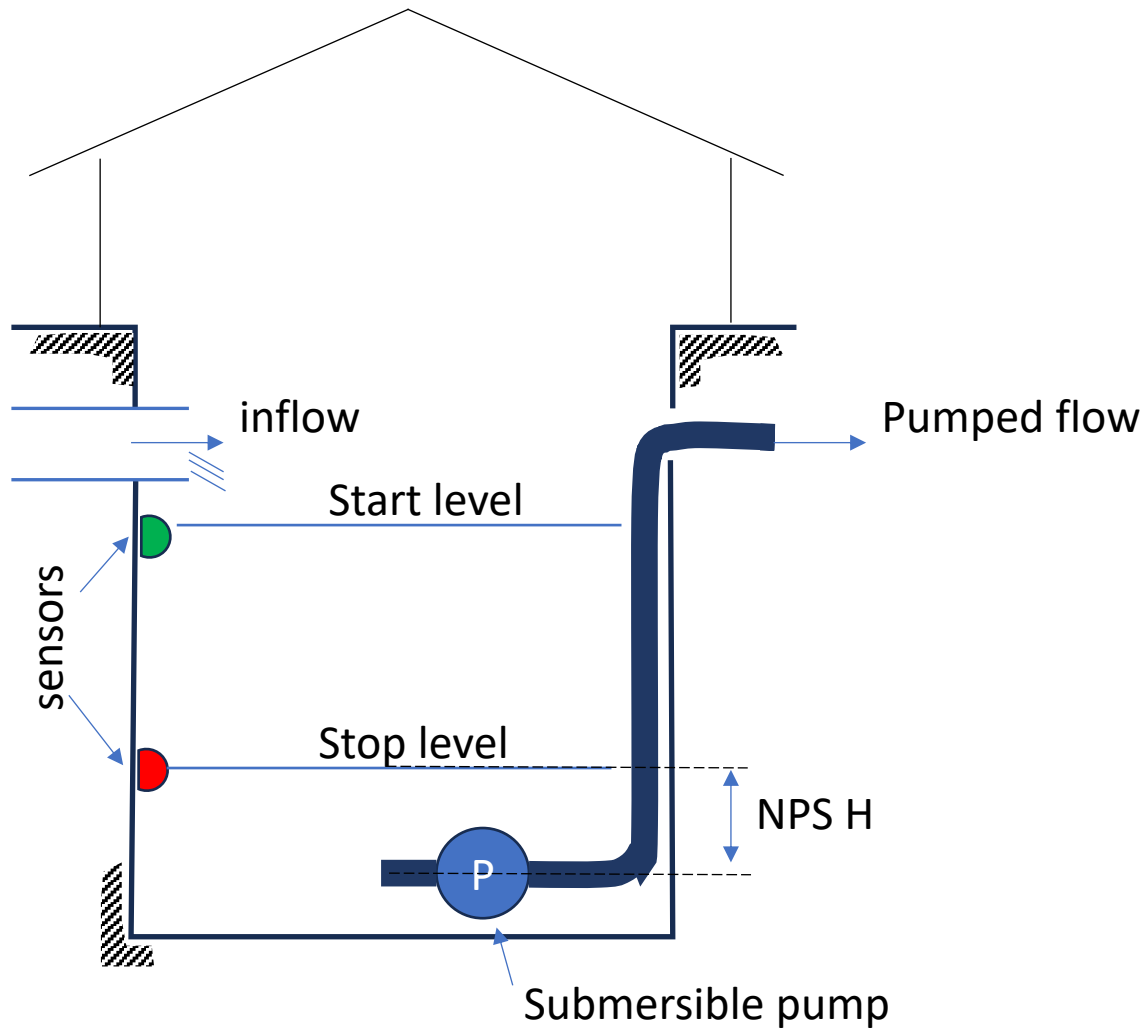 inflow
Pumped flow
Start level
sensors
Stop level
NPS H
P
Submersible pump